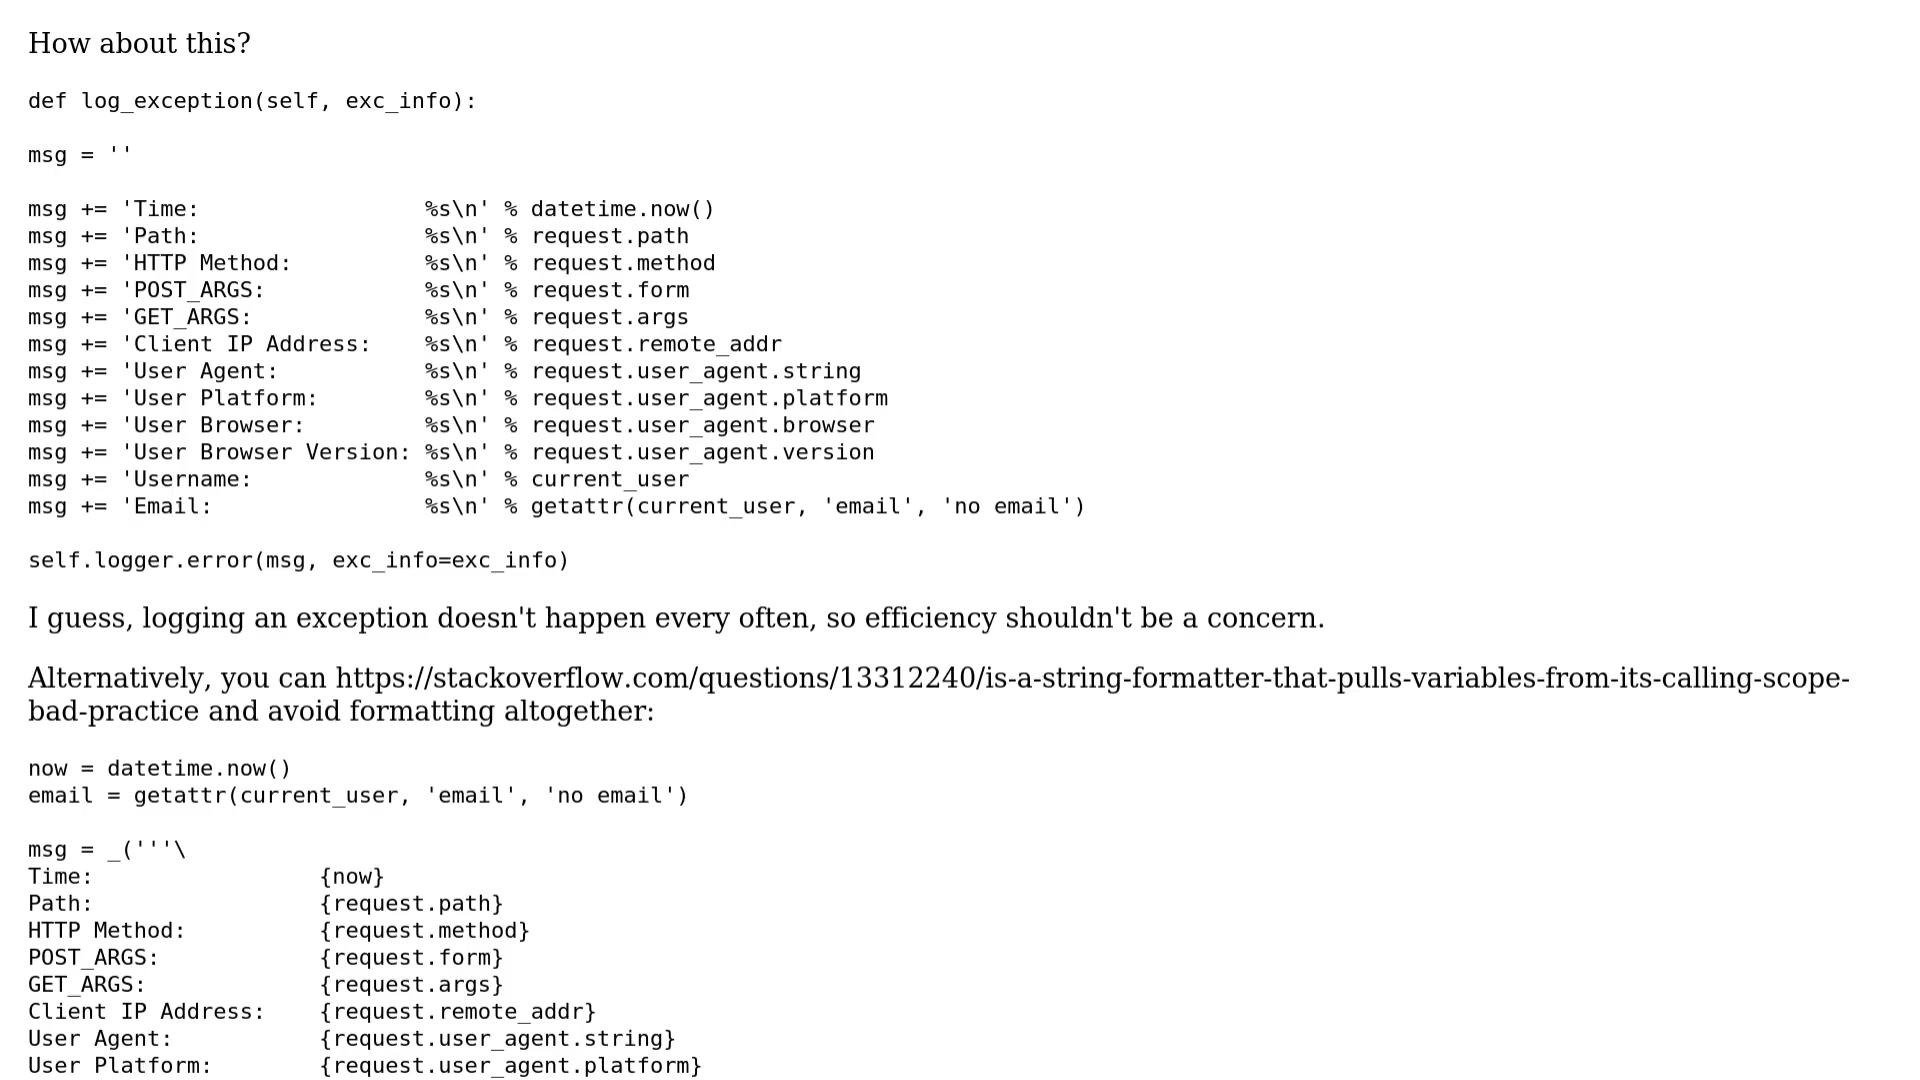 How about this?
def log_exception(self, exc_info):
msg = ''
msg += 'Time:                 %s\n' % datetime.now()
msg += 'Path:                 %s\n' % request.path
msg += 'HTTP Method:          %s\n' % request.method
msg += 'POST_ARGS:            %s\n' % request.form
msg += 'GET_ARGS:             %s\n' % request.args
msg += 'Client IP Address:    %s\n' % request.remote_addr
msg += 'User Agent:           %s\n' % request.user_agent.string
msg += 'User Platform:        %s\n' % request.user_agent.platform
msg += 'User Browser:         %s\n' % request.user_agent.browser
msg += 'User Browser Version: %s\n' % request.user_agent.version
msg += 'Username:             %s\n' % current_user
msg += 'Email:                %s\n' % getattr(current_user, 'email', 'no email')
self.logger.error(msg, exc_info=exc_info)
I guess, logging an exception doesn't happen every often, so efficiency shouldn't be a concern.
Alternatively, you can https://stackoverflow.com/questions/13312240/is-a-string-formatter-that-pulls-variables-from-its-calling-scope-
bad-practice and avoid formatting altogether:
now = datetime.now()
email = getattr(current_user, 'email', 'no email')
msg = _('''\
Time:                 {now}
Path:                 {request.path}
HTTP Method:          {request.method}
POST_ARGS:            {request.form}
GET_ARGS:             {request.args}
Client IP Address:    {request.remote_addr}
User Agent:           {request.user_agent.string}
User Platform:        {request.user_agent.platform}